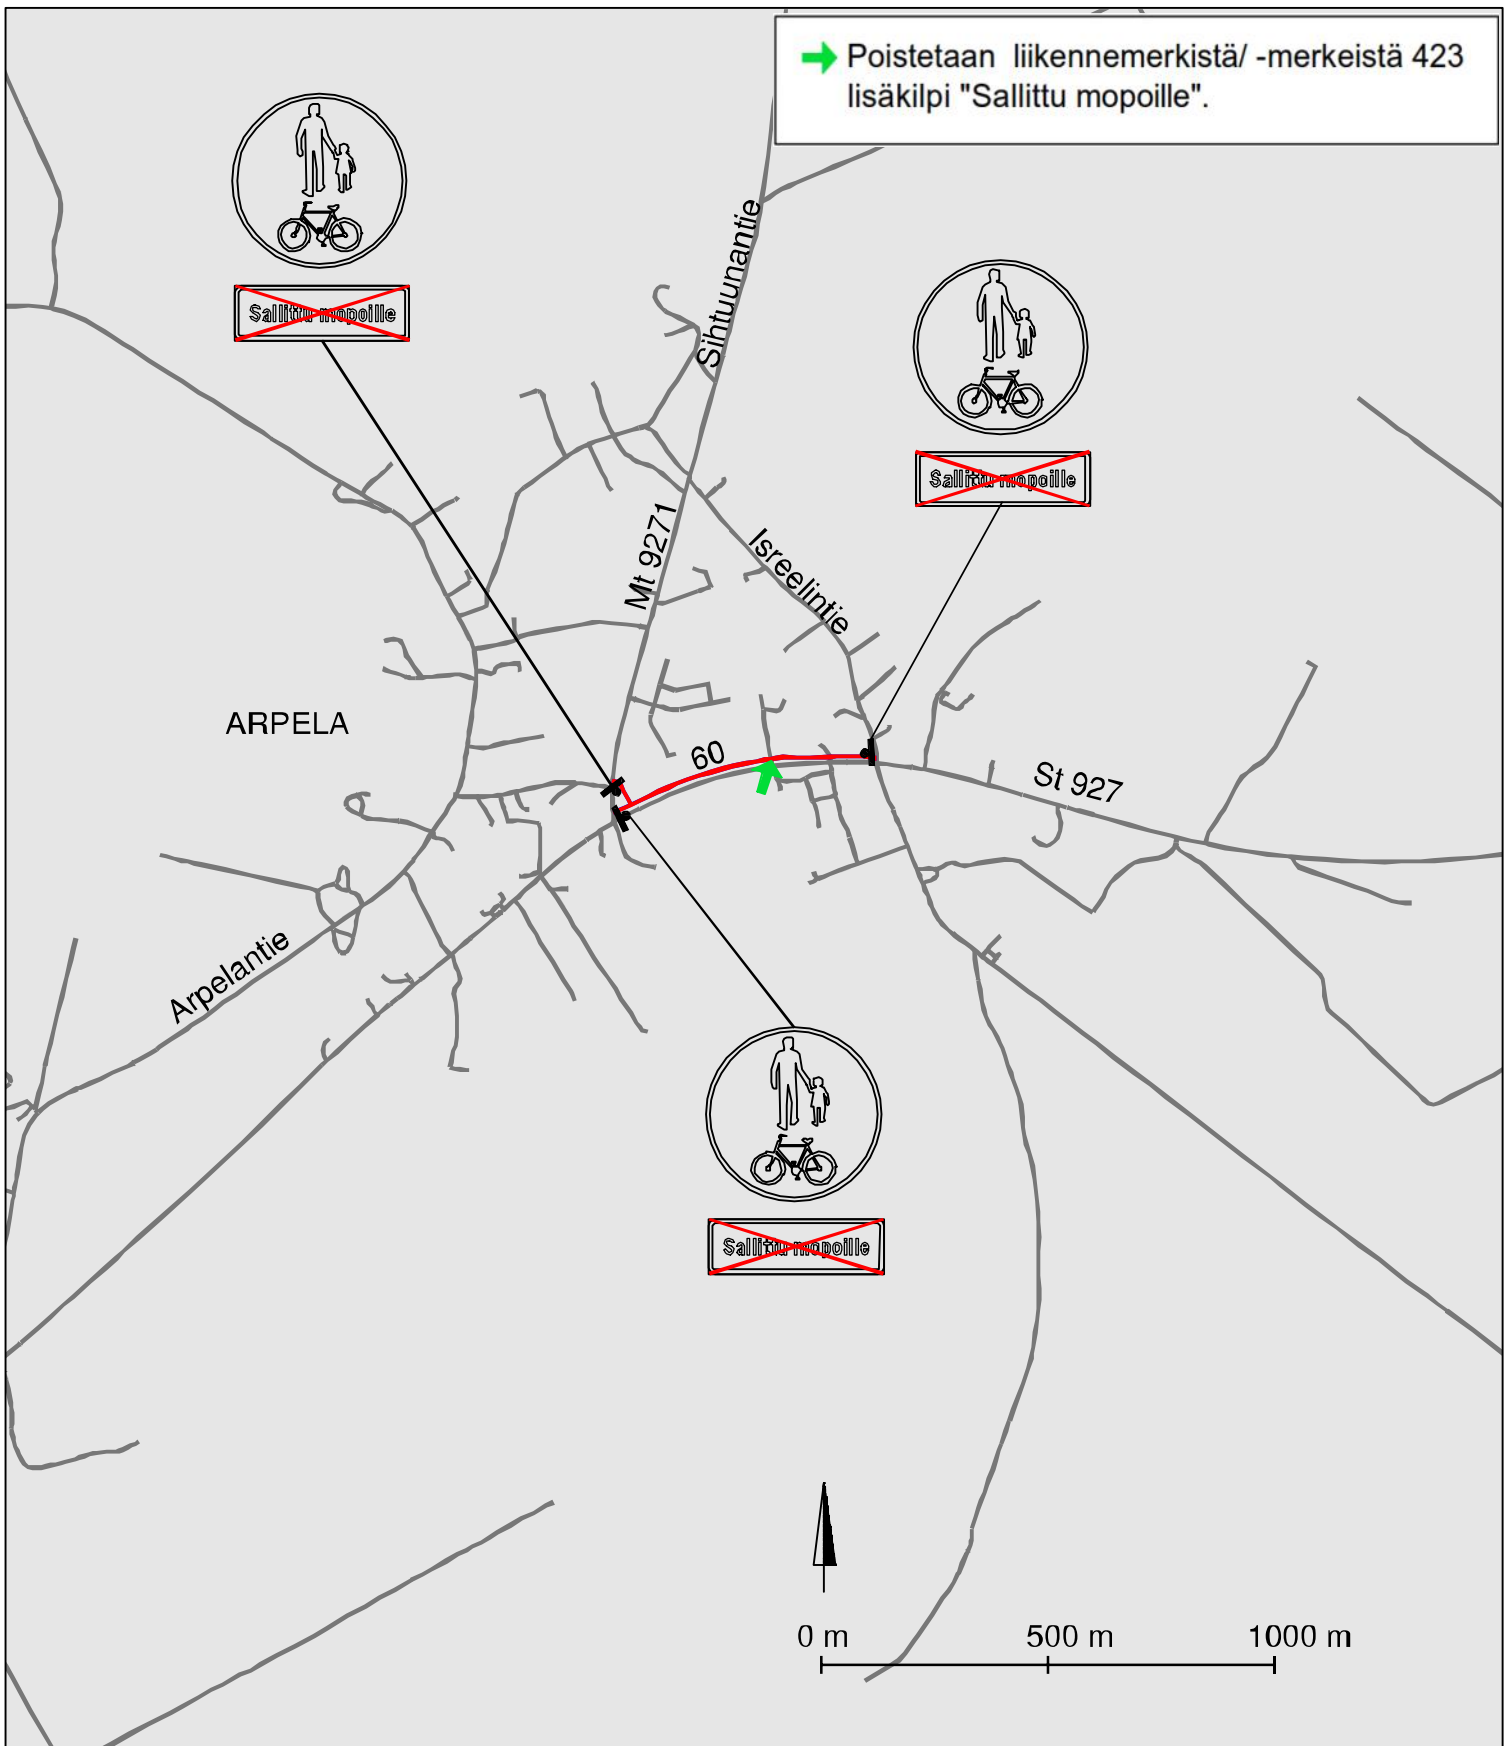 Poistetaan liikennemerkistä/ -merkeistä 423
lisäkilpi "Sallittu mopoille".
Sallittu mopoille
Sihtuunantie
Sallittu mopoille
Mt 9271
Isreelintie
ARPELA
60
St 927
Arpelantie
Sallittu mopoille
0 m
500 m
1000 m